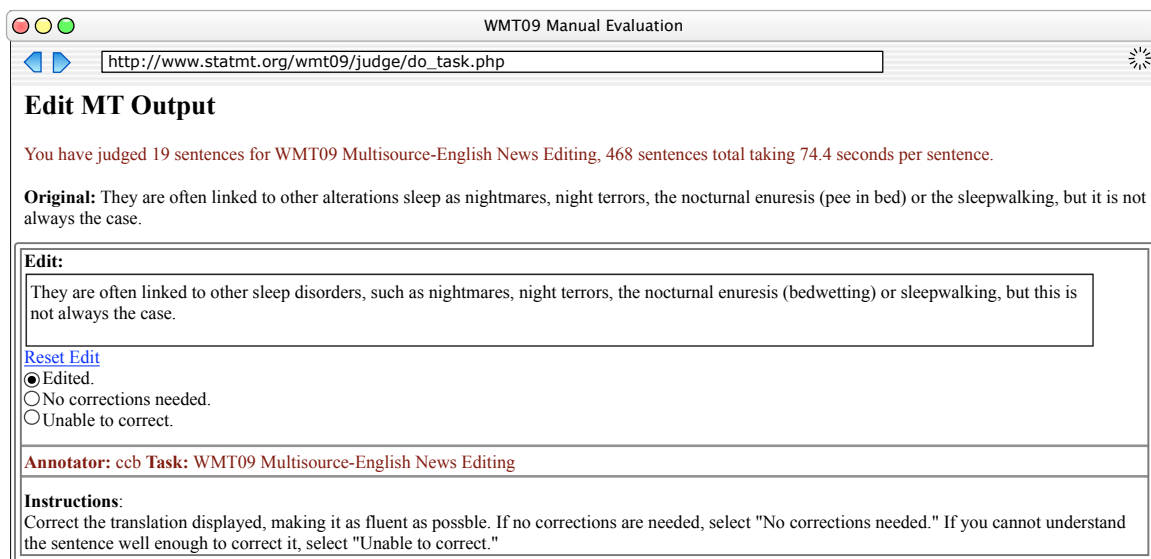 WMT09 Manual Evaluation
http://www.statmt.org/wmt09/judge/do_task.php
Edit MT Output
You have judged 19 sentences for WMT09 Multisource-English News Editing, 468 sentences total taking 74.4 seconds per sentence.
Original: They are often linked to other alterations sleep as nightmares, night terrors, the nocturnal enuresis (pee in bed) or the sleepwalking, but it is not
always the case.
Edit:
They are often linked to other sleep disorders, such as nightmares, night terrors, the nocturnal enuresis (bedwetting) or sleepwalking, but this is
not always the case.
Reset Edit
Edited.
No corrections needed.
Unable to correct.
Annotator: ccb Task: WMT09 Multisource-English News Editing
Instructions:
Correct the translation displayed, making it as fluent as possble. If no corrections are needed, select "No corrections needed." If you cannot understand
the sentence well enough to correct it, select "Unable to correct."